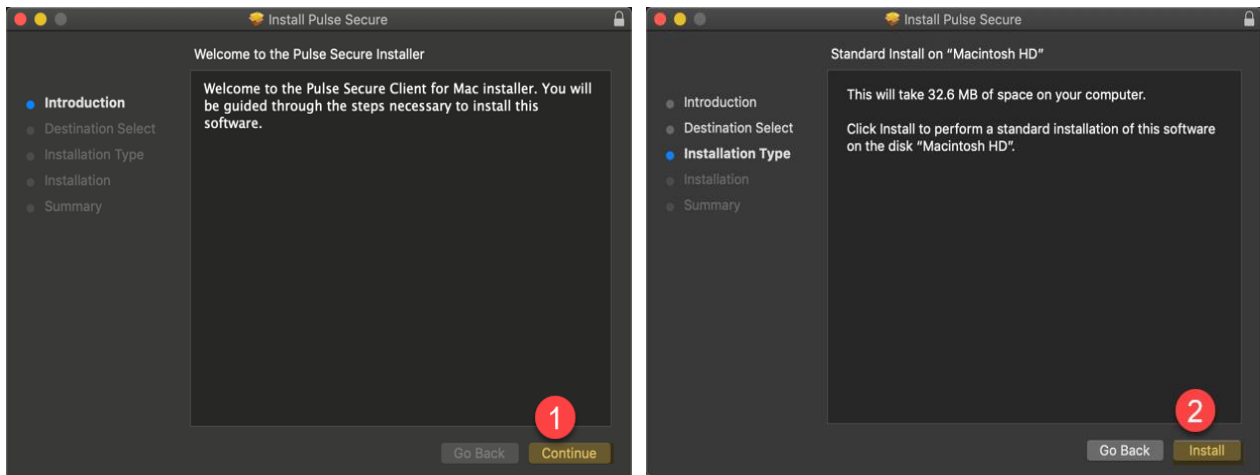 Install Pulse Secure
Welcome to the Pulse Secure Installer
Introduction
Destination Select
Installation Type
Installation
Summary
Welcome to the Pulse Secure Client for Mac installer. You will
be guided through the steps necessary to install this
software.
1
Go Back
Continue
Install Pulse Secure
Standard Install on “Macintosh HD”
Introduction
Destination Select
Installation Type
Installation
Summary
This will take 32.6 MB of space on your computer.
Click Install to perform a standard installation of this software
on the disk “Macintosh HD”.
2
Go Back
Install